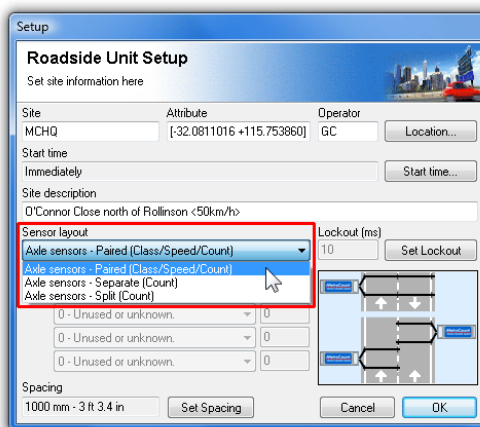 Setup
Roadside Unit Setup
Set site information here
Site Attribute Operator
MCHQ [-32.0811016 +115.753860] GC Location...
Start time
Immediately Start time...
Site description
O'Connor Close north of Rollinson <50km/h>
Sensor layout Lockout (ms)
Axle sensors - Paired (Class/Speed/Count) 10 Set Lockout
Axle sensors - Paired (Class/Speed/Count)
Axle sensors - Separate (Count)
Axle sensors - Split (Count)
0 - Unused or unknown. 0
0 - Unused or unknown. 0
0 - Unused or unknown. 0
MetroCount
MetroCount
MetroCount
Spacing
1000 mm - 3 ft 3.4 in Set Spacing Cancel OK